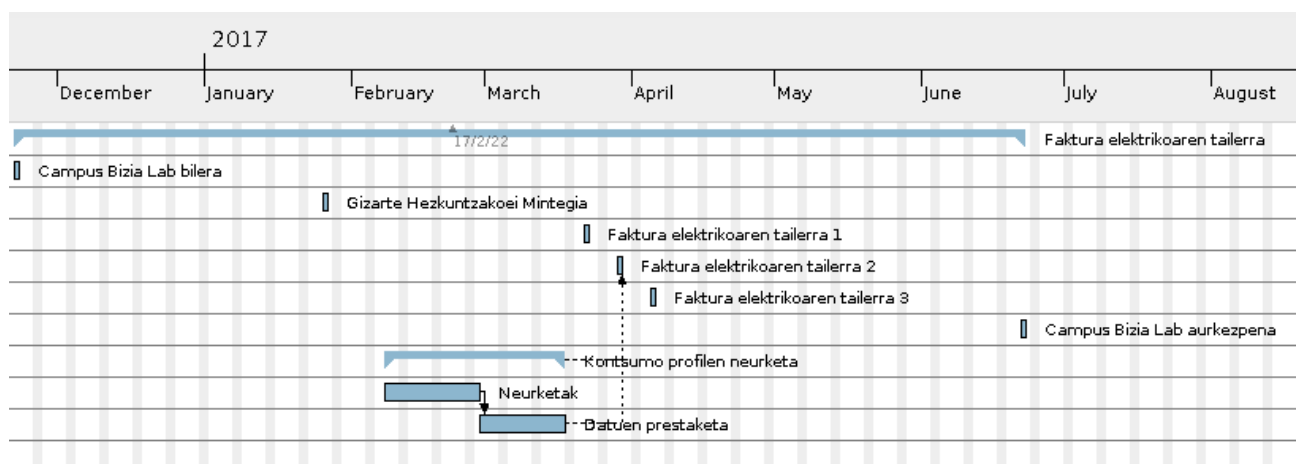 2017
December January February March April May June July August
17/2/22 Faktura elektrikoaren tailerra
Campus Bizia Lab bilera
Gizarte Hezkuntzakoei Mintegia
Faktura elektrikoaren tailerra 1
Faktura elektrikoaren tailerra 2
Faktura elektrikoaren tailerra 3
Campus Bizia Lab aurkezpena
Kontsumo profilen neurketa
Neurketak
Datuen prestaketa